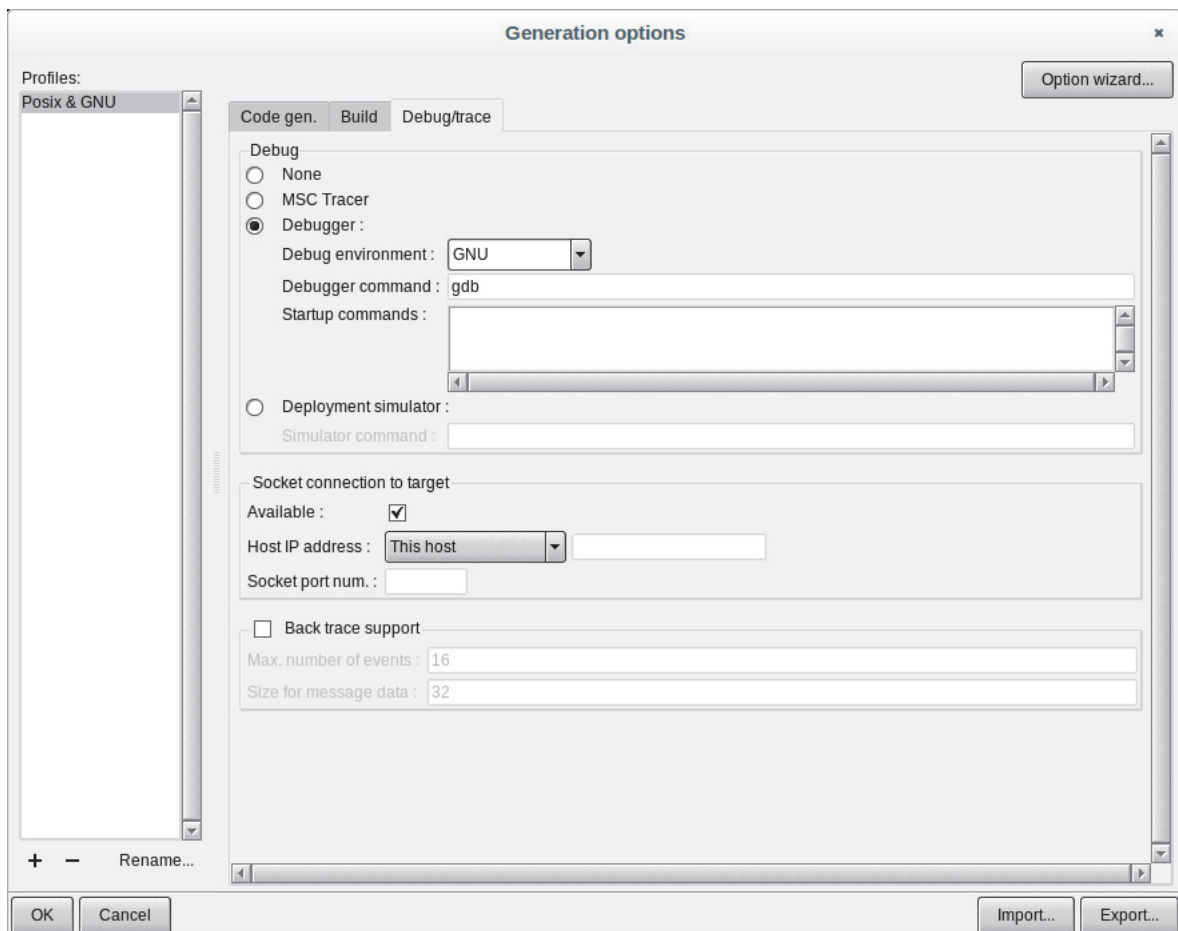 Generation options
Profiles:
Option wizard...
Posix & GNU
Code gen. Build Debug/trace
Debug
None
MSC Tracer
Debugger :
Debug environment : GNU
Debugger command : gdb
Startup commands :
Deployment simulator :
Simulator command :
Socket connection to target
Available :
Host IP address : This host
Socket port num. :
Back trace support
Max. number of events : 16
Size for message data : 32
+ − Rename...
OK Cancel Import... Export...